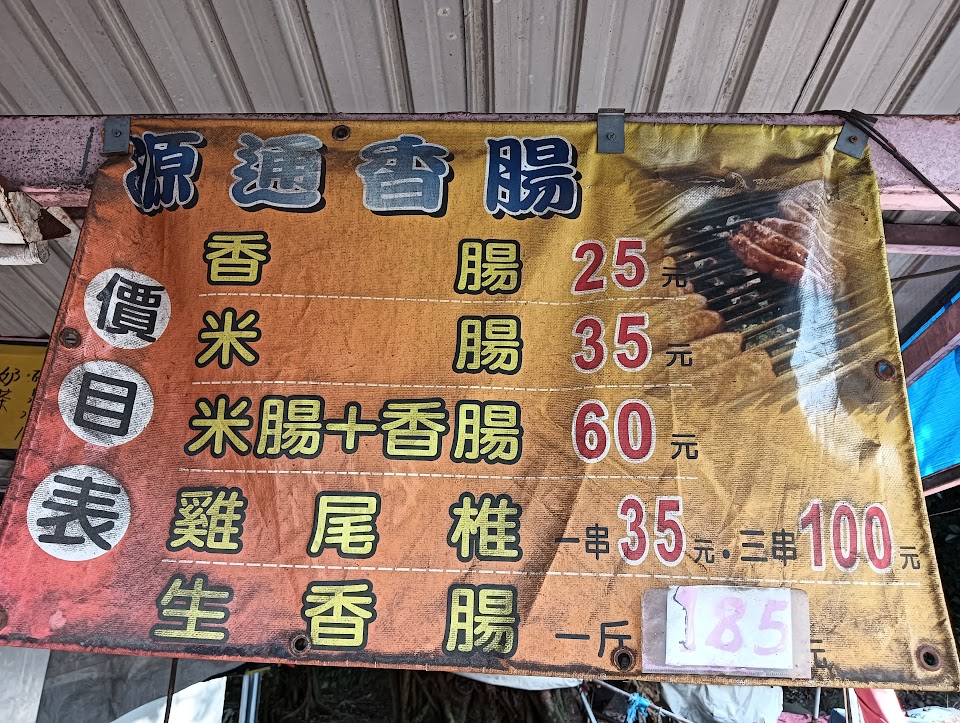 源通香腸
價目表
香腸 25元
米腸 35元
米腸+香腸 60元
雞尾椎 一串35元·三串100元
生香腸 一斤185元